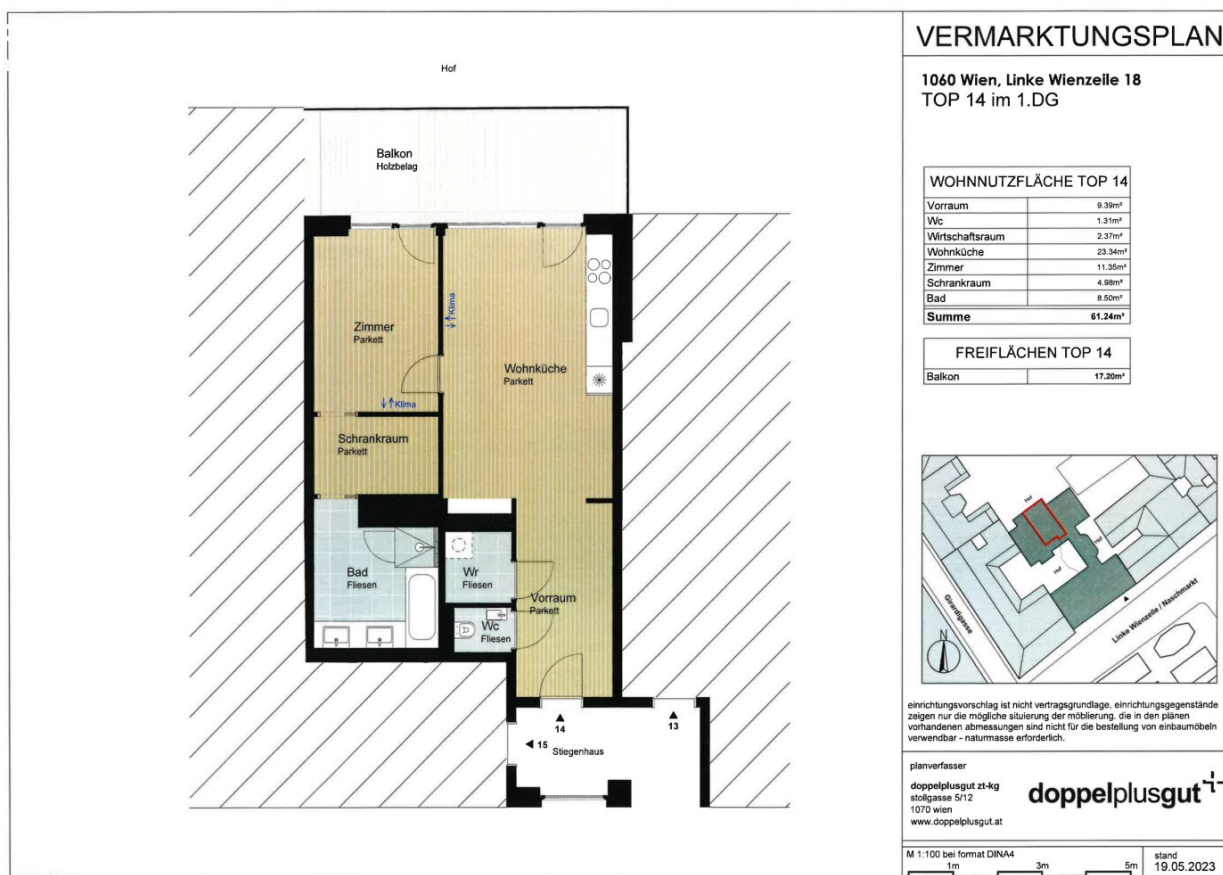 Hof
Balkon
Holzbelag
Zimmer
Parkett
Klima
Klima
Wohnküche
Parkett
Schrankraum
Parkett
Bad
Fliesen
Wr
Fliesen
Wc
Fliesen
Vorraum
Parkett
14
13
15
Stiegenhaus
VERMARKTUNGSPLAN
1060 Wien, Linke Wienzeile 18
TOP 14 im 1.DG
WOHNNUTZFLÄCHE TOP 14
Vorraum 9.39m²
Wc 1.31m²
Wirtschaftsraum 2.37m²
Wohnküche 23.34m²
Zimmer 11.35m²
Schrankraum 4.98m²
Bad 8.50m²
Summe 61.24m²
FREIFLÄCHEN TOP 14
Balkon 17.20m²
Hof
Hof
Hof
Girardigasse
Linke Wienzeile / Naschmarkt
N
einrichtungsvorschlag ist nicht vertragsgrundlage, einrichtungsgegenstände
zeigen nur die mögliche situierung der möblierung, die in den plänen
vorhandenen abmessungen sind nicht für die bestellung von einbaumöbeln
verwendbar - naturmasse erforderlich.
planverfasser
doppelplusgut zt-kg
stollgasse 5/12
1070 wien
www.doppelplusgut.at
doppelplusgut
M 1:100 bei format DINA4
1m 3m 5m
stand
19.05.2023